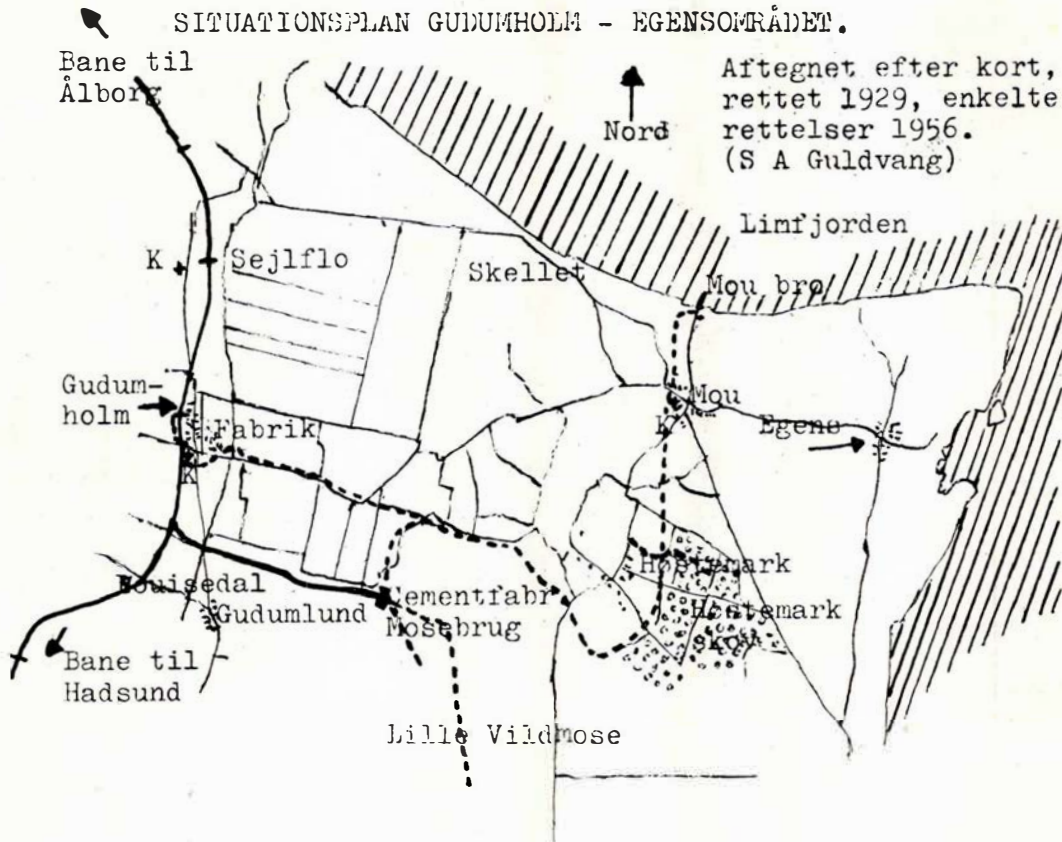 SITUATIONSPLAN GUDUMHOLM - EGENSOMRÅDET.
Bane til
Ålborg
Nord
Aftegnet efter kort,
rettet 1929, enkelte
rettelser 1956.
(S A Guldvang)
Limfjorden
K
Sejlflo
Skellet
Mou brø
Gudum-
holm
Fabrik
K
Mou
K
Egens
Høstemark
Louisedal
Gudumlund
Cementfabr
Mosebrug
Høstemark
skov
Bane til
Hadsund
Lille Vildmose